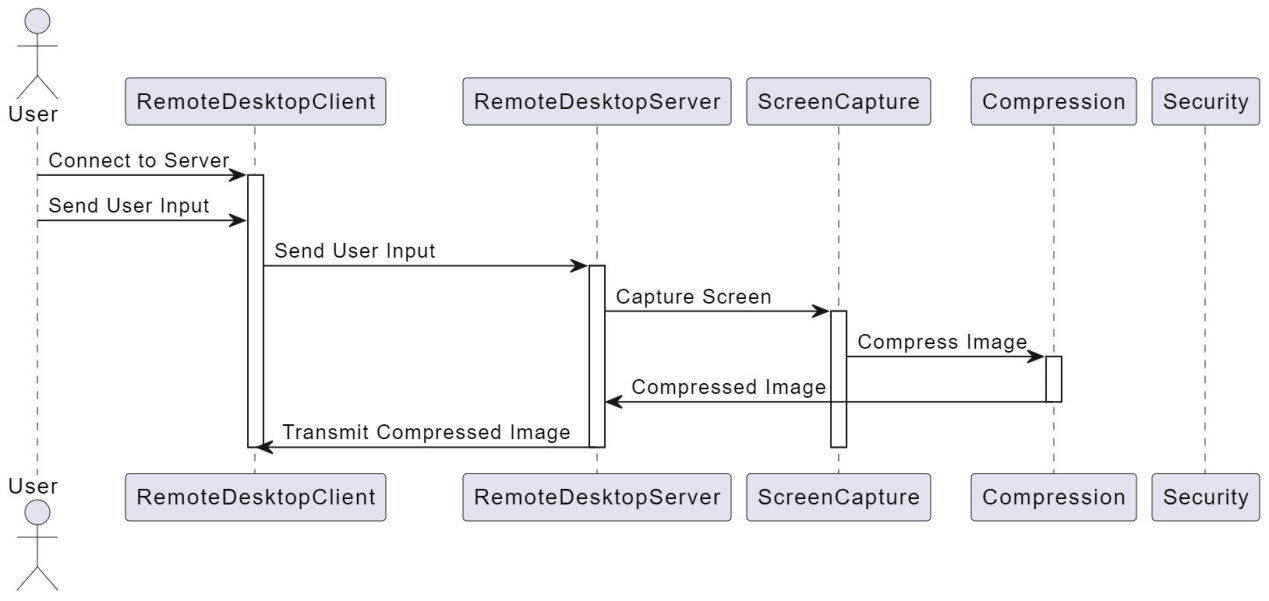 User
RemoteDesktopClient
RemoteDesktopServer
ScreenCapture
Compression
Security
Connect to Server
Send User Input
Send User Input
Capture Screen
Compress Image
Compressed Image
Transmit Compressed Image
User
RemoteDesktopClient
RemoteDesktopServer
ScreenCapture
Compression
Security